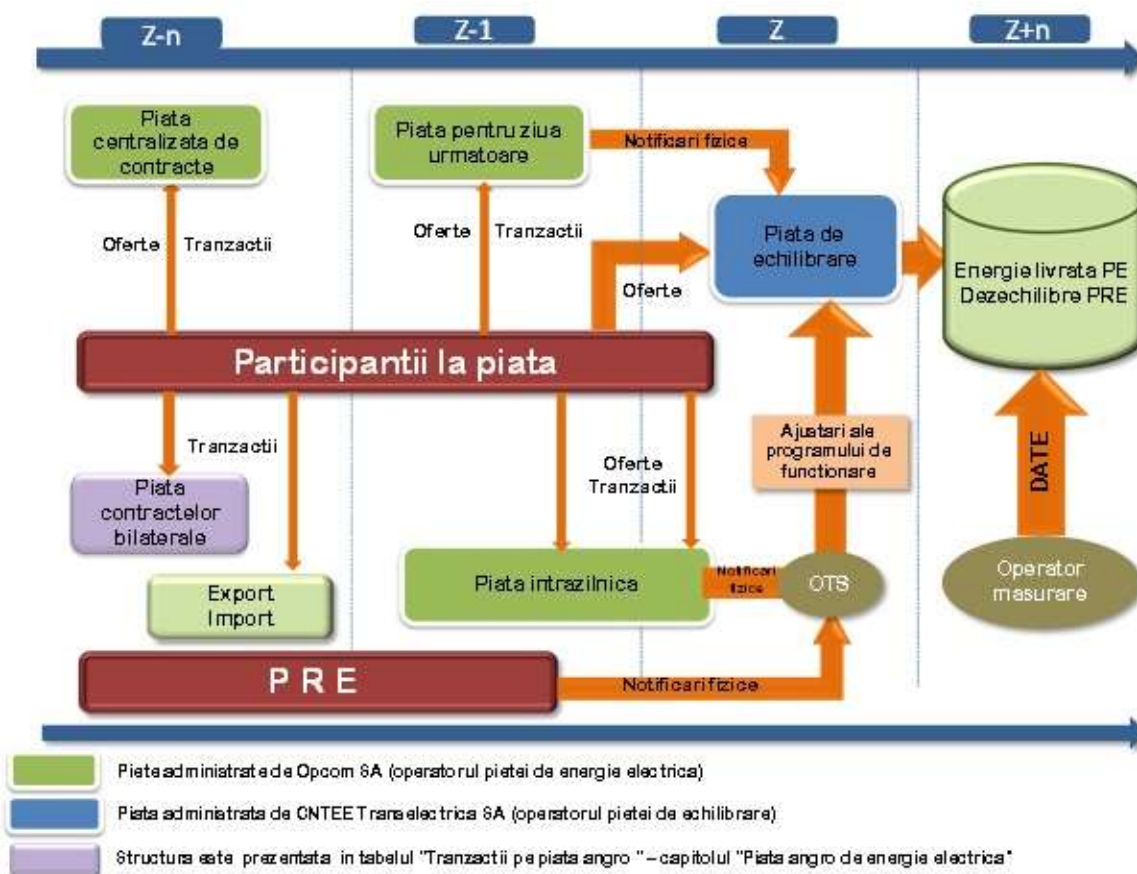 Z-n
Z-1
Z
Z+n
Piata
centralizata de
contracte
Piata pentru ziua
urmatoare
Notificari fizice
Oferte
Tranzactii
Oferte
Tranzactii
Piata de
echilibrare
Oferte
Energie livrata PE
Dezechilibre PRE
Participantii la piata
Tranzactii
Oferte
Tranzactii
Ajustari ale
programului de
functionare
DATE
Piata
contractelor
bilaterale
Piata intrazilnica
Notificari
fizice
OTS
Operator
masurare
Export
Import
PRE
Notificari fizice
Piete administrate de Opcom SA (operatorul pietei de energie electrica)
Piata administrata de CNTEE Transelectrica SA (operatorul pietei de echilibrare)
Structura este prezentata in tabelul "Tranzactii pe piata angro " – capitolul "Piata angro de energie electrica"